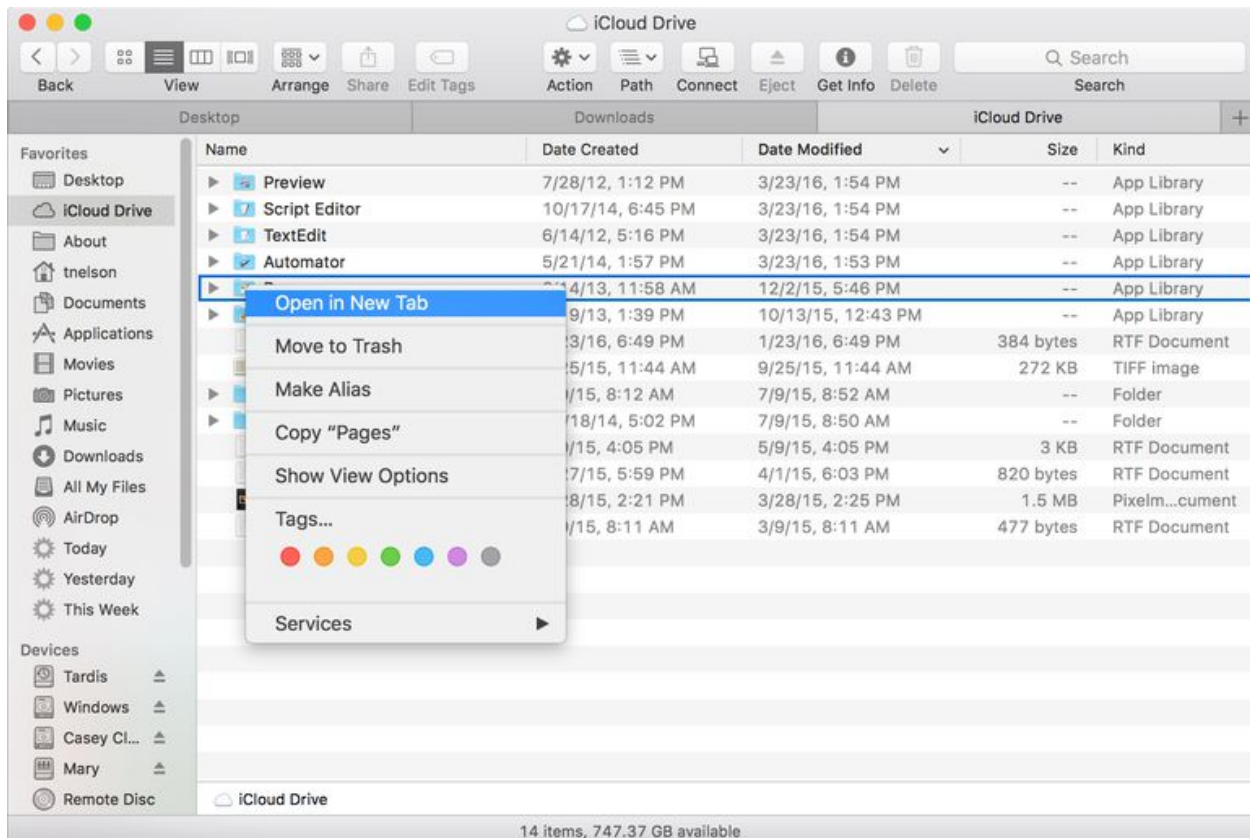 iCloud Drive
Search
Back View Arrange Share Edit Tags Action Path Connect Eject Get Info Delete Search
Desktop Downloads iCloud Drive +
Favorites Name Date Created Date Modified Size Kind
Desktop Preview 7/28/12, 1:12 PM 3/23/16, 1:54 PM -- App Library
iCloud Drive Script Editor 10/17/14, 6:45 PM 3/23/16, 1:54 PM -- App Library
About TextEdit 6/14/12, 5:16 PM 3/23/16, 1:54 PM -- App Library
tnelson Automator 5/21/14, 1:57 PM 3/23/16, 1:53 PM -- App Library
Documents Open in New Tab 14/13, 11:58 AM 12/2/15, 5:46 PM -- App Library
Applications 9/13, 1:39 PM 10/13/15, 12:43 PM -- App Library
Move to Trash 3/16, 6:49 PM 1/23/16, 6:49 PM 384 bytes RTF Document
Movies 5/15, 11:44 AM 9/25/15, 11:44 AM 272 KB TIFF image
Pictures Make Alias /15, 8:12 AM 7/9/15, 8:52 AM -- Folder
Music Copy “Pages” 18/14, 5:02 PM 7/9/15, 8:50 AM -- Folder
Downloads /15, 4:05 PM 5/9/15, 4:05 PM 3 KB RTF Document
All My Files Show View Options 7/15, 5:59 PM 4/1/15, 6:03 PM 820 bytes RTF Document
8/15, 2:21 PM 3/28/15, 2:25 PM 1.5 MB Pixelm...cument
AirDrop Tags... /15, 8:11 AM 3/9/15, 8:11 AM 477 bytes RTF Document
Today
Yesterday
This Week Services
Devices
Tardis
Windows
Casey Cl...
Mary
Remote Disc iCloud Drive
14 items, 747.37 GB available